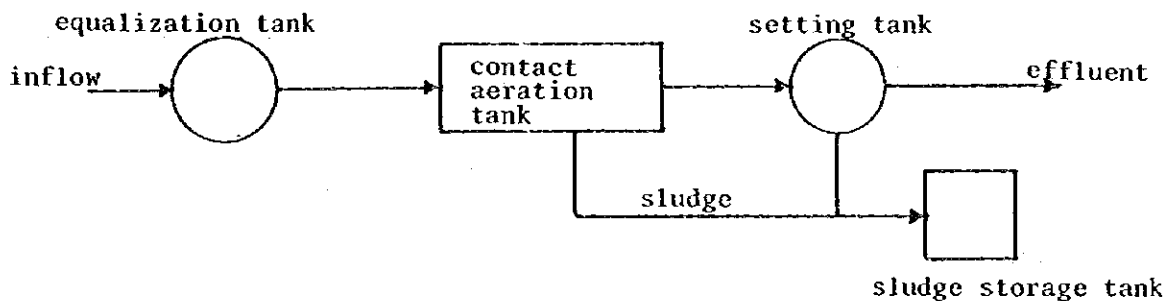 equalization tank
setting tank
inflow
contact
aeration
tank
effluent
sludge
sludge storage tank